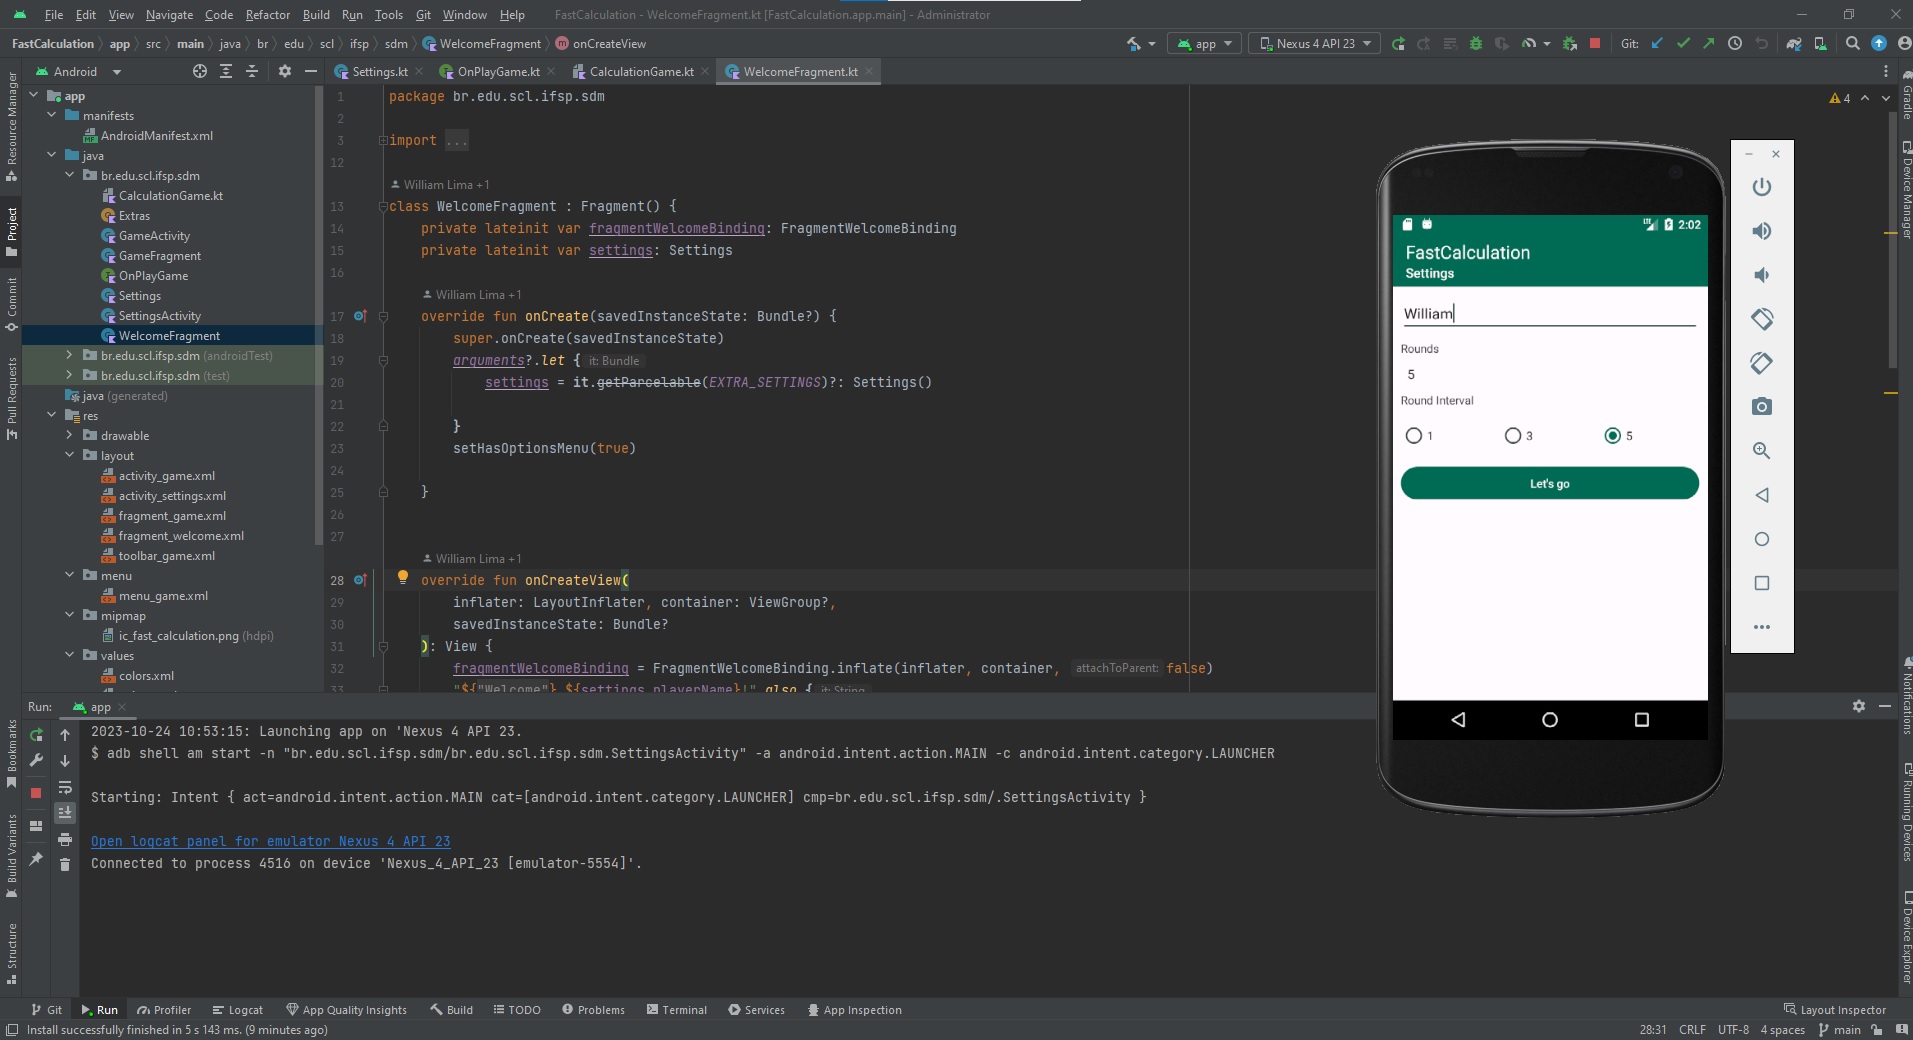 File Edit View Navigate Code Refactor Build Run Tools Git Window Help FastCalculation - WelcomeFragment.kt [FastCalculation.app.main] - Administrator
FastCalculation app src main java br edu scl ifsp sdm WelcomeFragment onCreateView app Nexus 4 API 23 Git:
Android Settings.kt OnPlayGame.kt CalculationGame.kt WelcomeFragment.kt
Resource Manager
Project
Commit
Pull Requests
Bookmarks
Build Variants
Structure
app
manifests
AndroidManifest.xml
java
br.edu.scl.ifsp.sdm
CalculationGame.kt
Extras
GameActivity
GameFragment
OnPlayGame
Settings
SettingsActivity
WelcomeFragment
br.edu.scl.ifsp.sdm (androidTest)
br.edu.scl.ifsp.sdm (test)
java (generated)
res
drawable
layout
activity_game.xml
activity_settings.xml
fragment_game.xml
fragment_welcome.xml
toolbar_game.xml
menu
menu_game.xml
mipmap
ic_fast_calculation.png (hdpi)
values
colors.xml
4
1 package br.edu.scl.ifsp.sdm
2
3 import ...
12
William Lima +1
13 class WelcomeFragment : Fragment() {
14 private lateinit var fragmentWelcomeBinding: FragmentWelcomeBinding
15 private lateinit var settings: Settings
16
William Lima +1
17 override fun onCreate(savedInstanceState: Bundle?) {
18 super.onCreate(savedInstanceState)
19 arguments?.let { it: Bundle
20 settings = it.getParcelable(EXTRA_SETTINGS)?: Settings()
21
22 }
23 setHasOptionsMenu(true)
24
25 }
26
27
William Lima +1
28 override fun onCreateView(
29 inflater: LayoutInflater, container: ViewGroup?,
30 savedInstanceState: Bundle?
31 ): View {
32 fragmentWelcomeBinding = FragmentWelcomeBinding.inflate(inflater, container, attachToParent: false)
33 "${"Welcome"} ${settings.playerName}!".also { it: String
2:02
FastCalculation
Settings
William
Rounds
5
Round Interval
1 3 5
Let's go
Gradle
Device Manager
Notifications
Running Devices
Device Explorer
Run: app
2023-10-24 10:53:15: Launching app on 'Nexus 4 API 23.
$ adb shell am start -n "br.edu.scl.ifsp.sdm/br.edu.scl.ifsp.sdm.SettingsActivity" -a android.intent.action.MAIN -c android.intent.category.LAUNCHER
Starting: Intent { act=android.intent.action.MAIN cat=[android.intent.category.LAUNCHER] cmp=br.edu.scl.ifsp.sdm/.SettingsActivity }
Open logcat panel for emulator Nexus 4 API 23
Connected to process 4516 on device 'Nexus_4_API_23 [emulator-5554]'.
Git Run Profiler Logcat App Quality Insights Build TODO Problems Terminal Services App Inspection Layout Inspector
Install successfully finished in 5 s 143 ms. (9 minutes ago) 28:31 CRLF UTF-8 4 spaces main